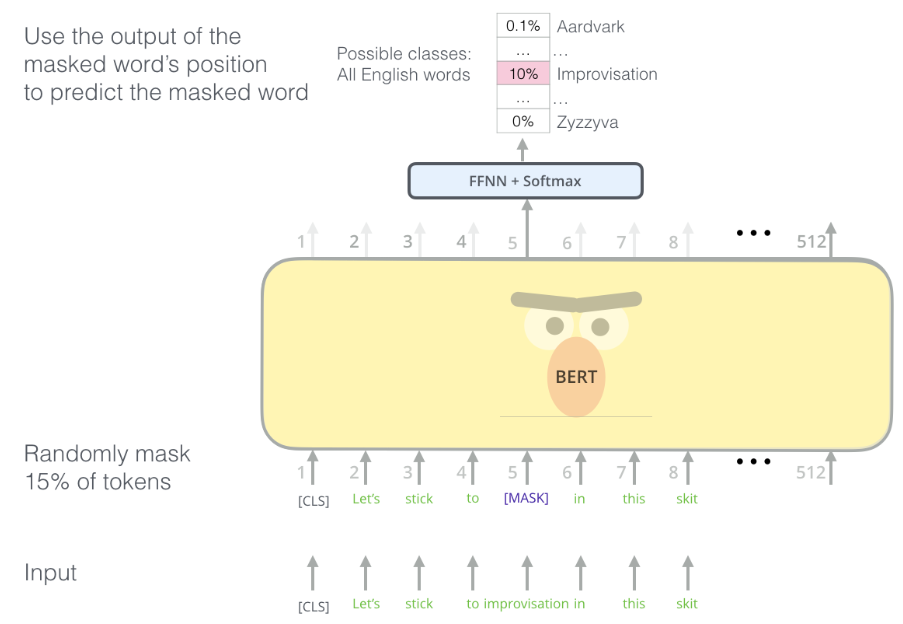 Use the output of the
masked word's position
to predict the masked word
Possible classes:
All English words
0.1% Aardvark
... ...
10% Improvisation
... ...
0% Zyzzyva
FFNN + Softmax
1 2 3 4 5 6 7 8 ••• 512
BERT
Randomly mask
15% of tokens
1 2 3 4 5 6 7 8 ••• 512
[CLS] Let's stick to [MASK] in this skit
Input
[CLS] Let's stick to improvisation in this skit